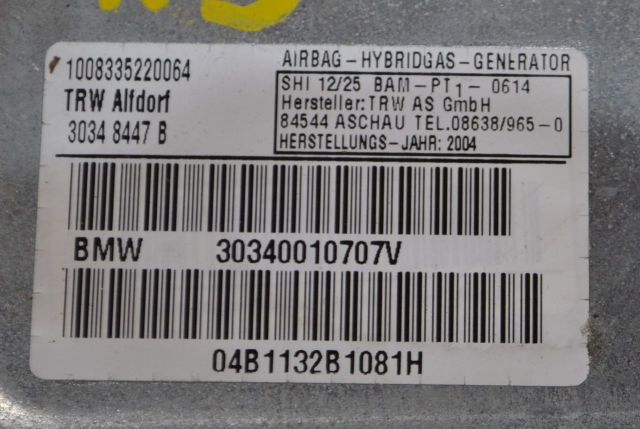 1008335220064
TRW Alfdorf
3034 8447 B
AIRBAG-HYBRIDGAS-GENERATOR
SHI 12/25 BAM-PT1-0614
Hersteller:TRW AS GmbH
84544 ASCHAU TEL.08638/965-0
HERSTELLUNGS-JAHR: 2004
BMW 30340010707V
04B1132B1081H